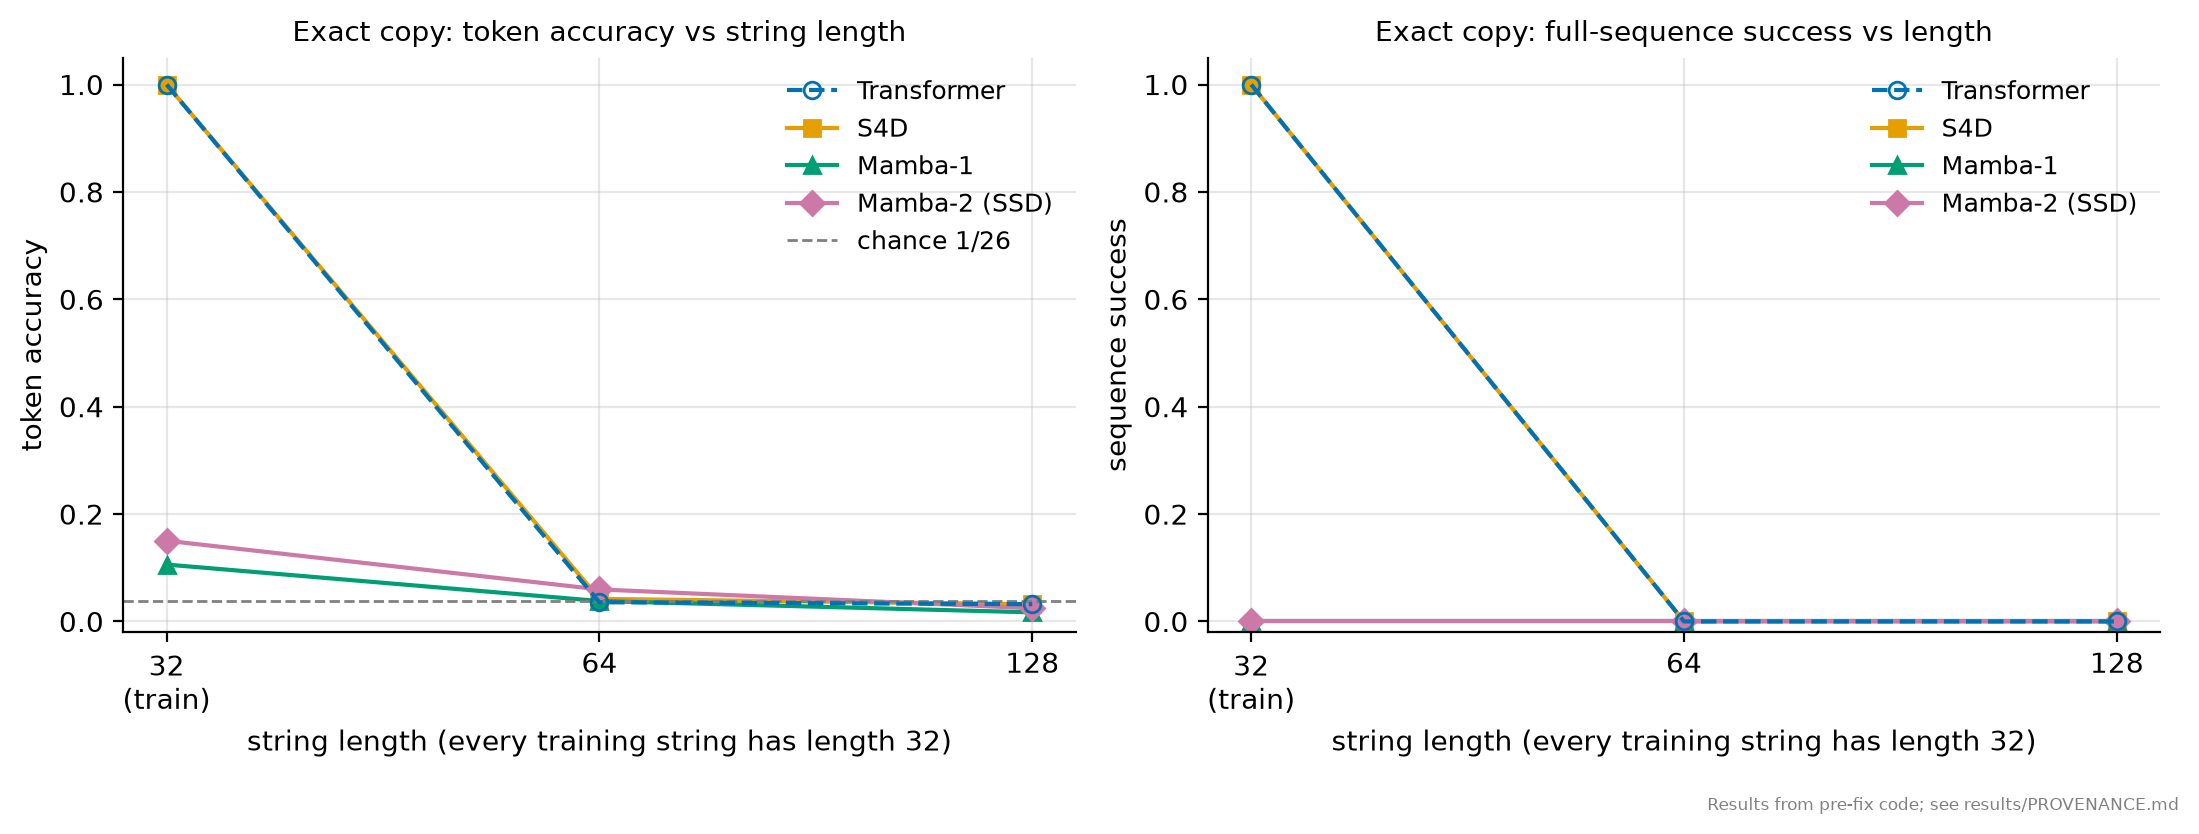 Exact copy: token accuracy vs string length
token accuracy
1.0
0.8
0.6
0.4
0.2
0.0
Transformer
S4D
Mamba-1
Mamba-2 (SSD)
chance 1/26
32
(train)
64
128
string length (every training string has length 32)
Exact copy: full-sequence success vs length
sequence success
1.0
0.8
0.6
0.4
0.2
0.0
Transformer
S4D
Mamba-1
Mamba-2 (SSD)
32
(train)
64
128
string length (every training string has length 32)
Results from pre-fix code; see results/PROVENANCE.md